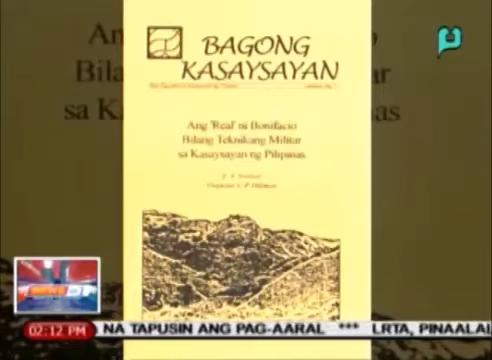 BAGONG
KASAYSAYAN
Ang 'Real' ni Bonifacio
Bilang Teknikang Militar
sa Kasaysayan ng Pilipinas
02:12 PM
NA TAPUSIN ANG PAG-AARAL *** LRTA, PINAALAL